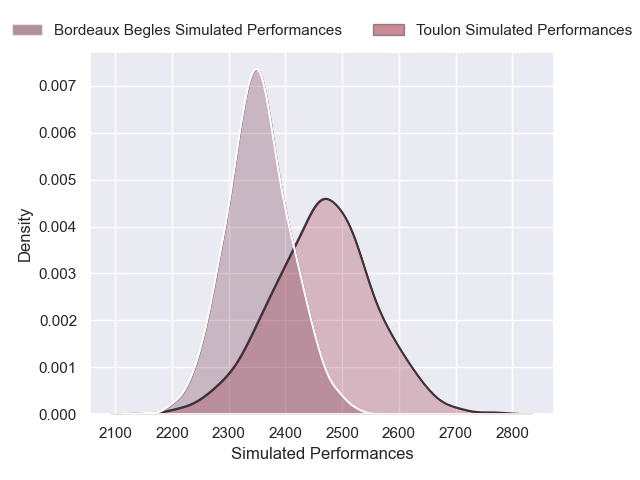 Bordeaux Begles Simulated Performances
Toulon Simulated Performances
0.007
0.006
0.005
0.004
0.003
0.002
0.001
0.000
Density
2100 2200 2300 2400 2500 2600 2700 2800
Simulated Performances